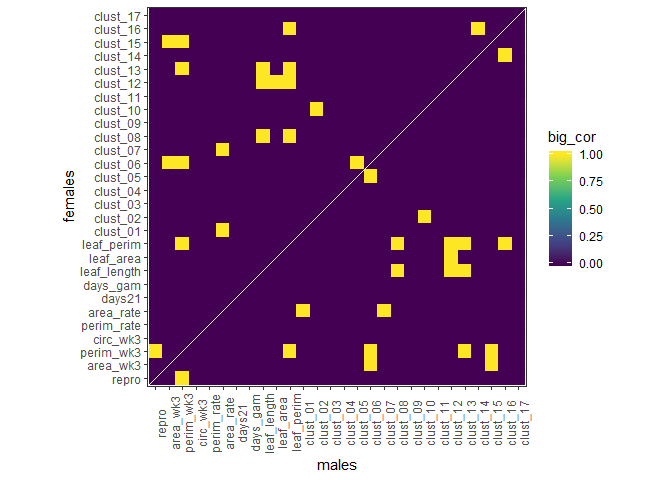 clust_17
clust_16
clust_15
clust_14
clust_13
clust_12
clust_11
clust_10
clust_09
clust_08
clust_07
clust_06
clust_05
clust_04
clust_03
clust_02
clust_01
leaf_perim
leaf_area
leaf_length
days_gam
days21
area_rate
perim_rate
circ_wk3
perim_wk3
area_wk3
repro
females
repro
area_wk3
perim_wk3
circ_wk3
perim_rate
area_rate
days21
days_gam
leaf_length
leaf_area
leaf_perim
clust_01
clust_02
clust_03
clust_04
clust_05
clust_06
clust_07
clust_08
clust_09
clust_10
clust_11
clust_12
clust_13
clust_14
clust_15
clust_16
clust_17
males
big_cor
1.00
0.75
0.50
0.25
0.00